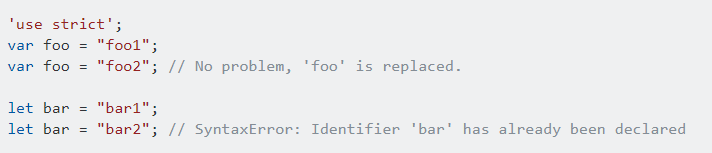 'use strict';
var foo = "foo1";
var foo = "foo2"; // No problem, 'foo' is replaced.
let bar = "bar1";
let bar = "bar2"; // SyntaxError: Identifier 'bar' has already been declared